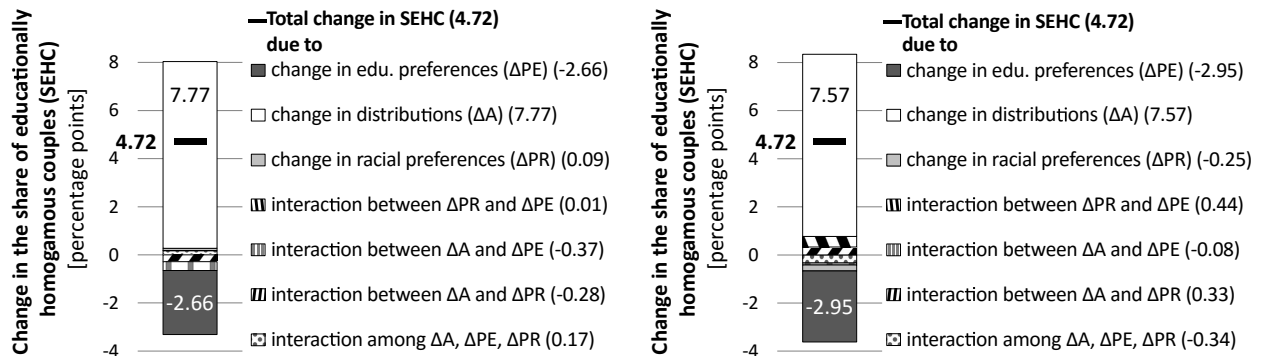 Change in the share of educationally
homogamous couples (SEHC)
[percentage points]
8
6
4
2
0
-2
-4
4.72
7.77
-2.66
Total change in SEHC (4.72)
due to
change in edu. preferences (ΔPE) (-2.66)
change in distributions (ΔA) (7.77)
change in racial preferences (ΔPR) (0.09)
interaction between ΔPR and ΔPE (0.01)
interaction between ΔA and ΔPE (-0.37)
interaction between ΔA and ΔPR (-0.28)
interaction among ΔA, ΔPE, ΔPR (0.17)
Change in the share of educationally
homogamous couples (SEHC)
[percentage points]
8
6
4
2
0
-2
-4
4.72
7.57
-2.95
Total change in SEHC (4.72)
due to
change in edu. preferences (ΔPE) (-2.95)
change in distributions (ΔA) (7.57)
change in racial preferences (ΔPR) (-0.25)
interaction between ΔPR and ΔPE (0.44)
interaction between ΔA and ΔPE (-0.08)
interaction between ΔA and ΔPR (0.33)
interaction among ΔA, ΔPE, ΔPR (-0.34)